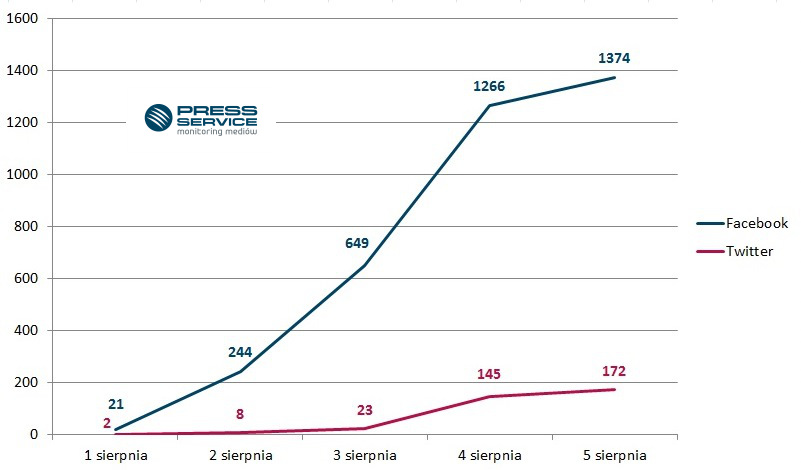 1600
1400
1200
1000
800
600
400
200
0
PRESS
SERVICE
monitoring mediów
21
244
649
1266
1374
2
8
23
145
172
Facebook
Twitter
1 sierpnia
2 sierpnia
3 sierpnia
4 sierpnia
5 sierpnia